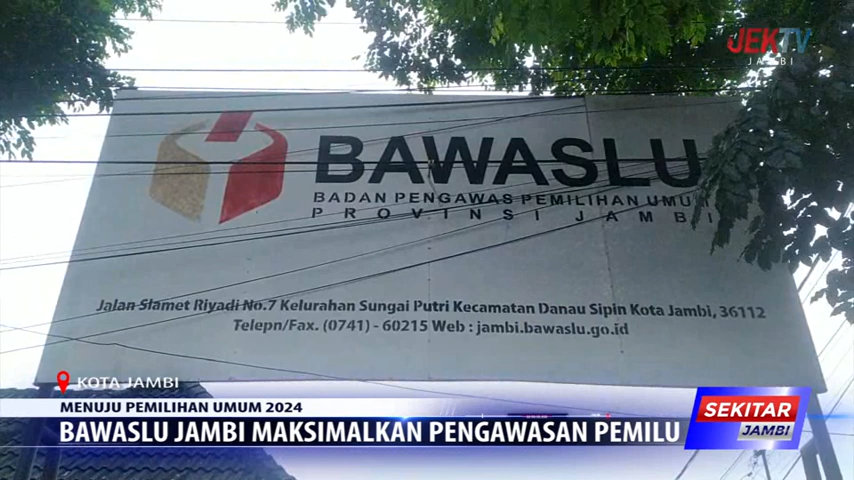 JEKTV
JAMBI
BAWASLU
BADAN PENGAWAS PEMILIHAN UMUM
PROVINSI JAMBI
Jalan Slamet Riyadi No.7 Kelurahan Sungai Putri Kecamatan Danau Sipin Kota Jambi, 36112
Telepn/Fax. (0741) - 60215 Web : jambi.bawaslu.go.id
KOTA JAMBI
MENUJU PEMILIHAN UMUM 2024
BAWASLU JAMBI MAKSIMALKAN PENGAWASAN PEMILU
SEKITAR
JAMBI